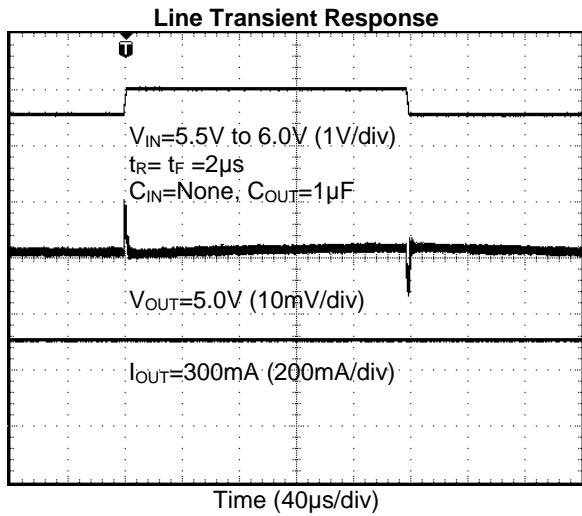 Line Transient Response
T
V_IN=5.5V to 6.0V (1V/div)
t_R= t_F =2µs
C_IN=None, C_OUT=1µF
V_OUT=5.0V (10mV/div)
I_OUT=300mA (200mA/div)
Time (40µs/div)